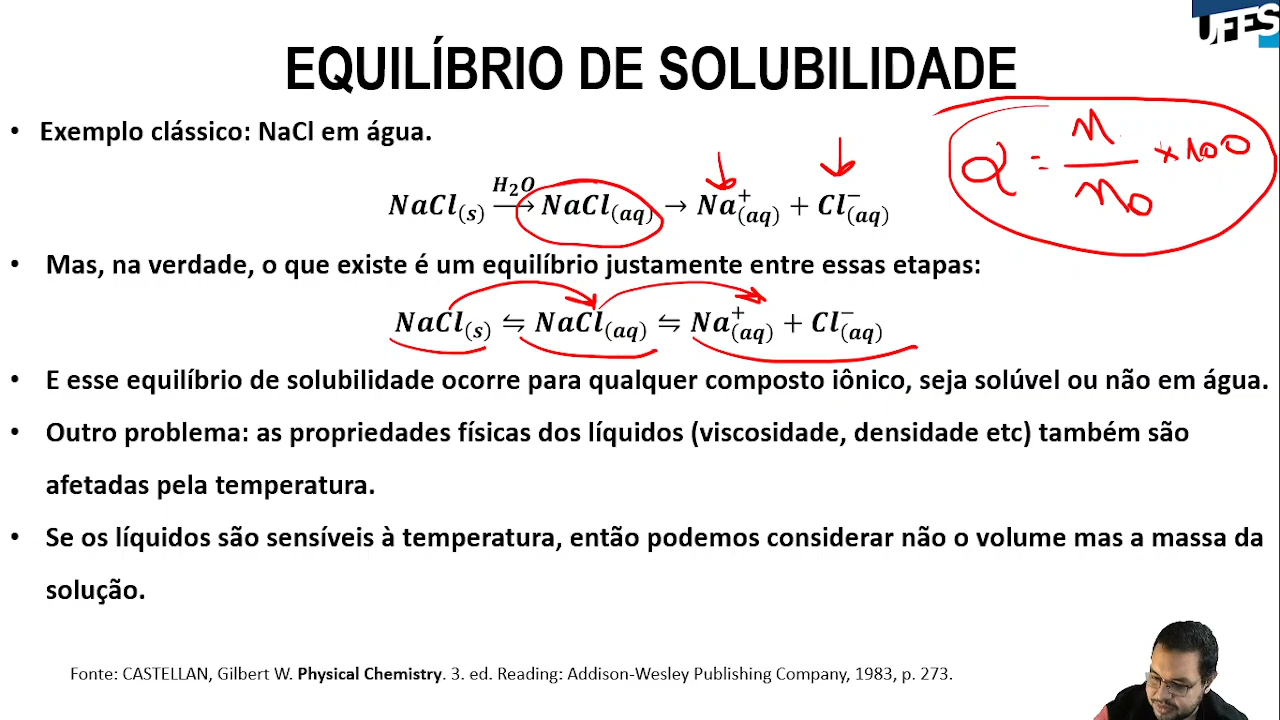 UFES
EQUILÍBRIO DE SOLUBILIDADE
• Exemplo clássico: NaCl em água.
α = n / n0 × 100
NaCl(s) H2O→ NaCl(aq) → Na+(aq) + Cl−(aq)
• Mas, na verdade, o que existe é um equilíbrio justamente entre essas etapas:
NaCl(s) ⇋ NaCl(aq) ⇋ Na+(aq) + Cl−(aq)
• E esse equilíbrio de solubilidade ocorre para qualquer composto iônico, seja solúvel ou não em água.
• Outro problema: as propriedades físicas dos líquidos (viscosidade, densidade etc) também são
afetadas pela temperatura.
• Se os líquidos são sensíveis à temperatura, então podemos considerar não o volume mas a massa da
solução.
Fonte: CASTELLAN, Gilbert W. Physical Chemistry. 3. ed. Reading: Addison-Wesley Publishing Company, 1983, p. 273.